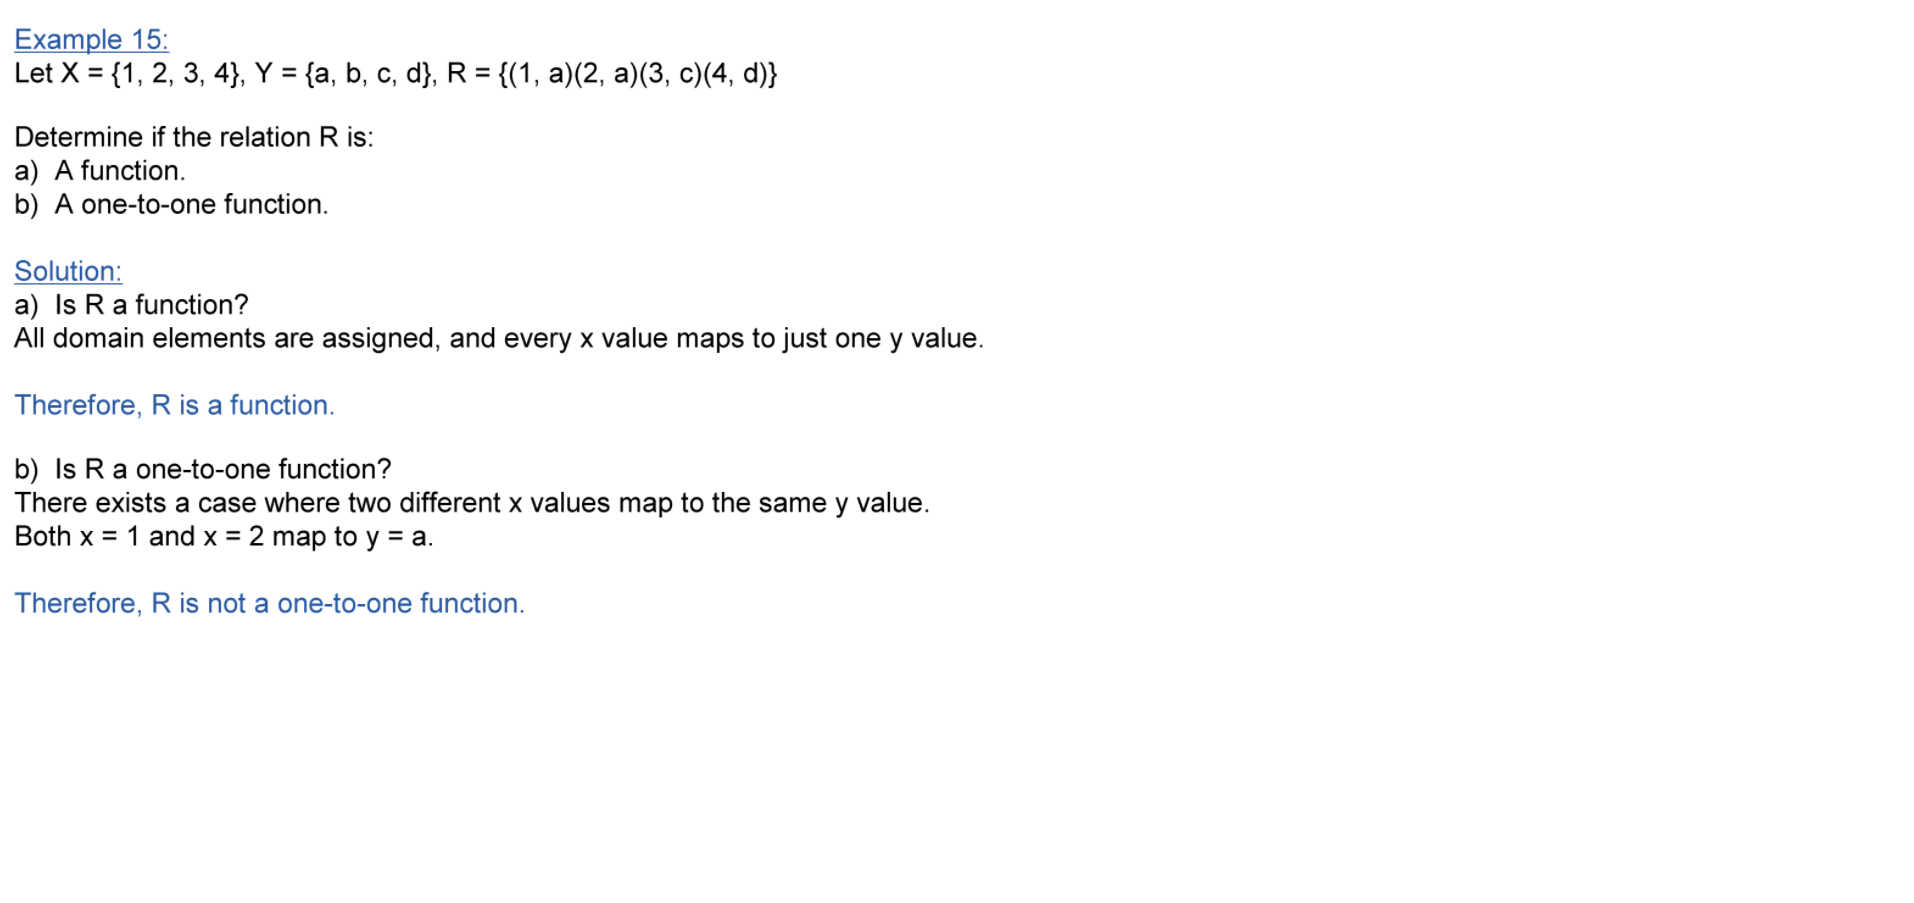 Example 15:
Let X = {1, 2, 3, 4}, Y = {a, b, c, d}, R = {(1, a)(2, a)(3, c)(4, d)}
Determine if the relation R is:
a) A function.
b) A one-to-one function.
Solution:
a) Is R a function?
All domain elements are assigned, and every x value maps to just one y value.
Therefore, R is a function.
b) Is R a one-to-one function?
There exists a case where two different x values map to the same y value.
Both x = 1 and x = 2 map to y = a.
Therefore, R is not a one-to-one function.